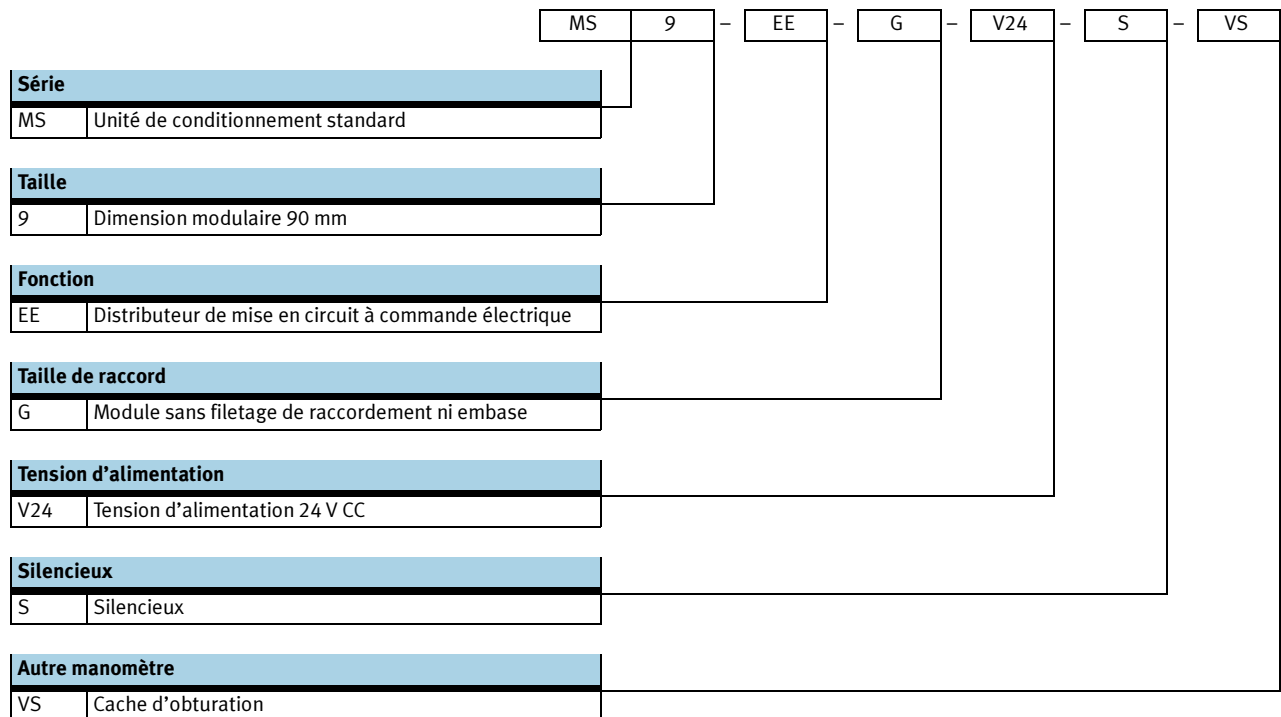 MS 9 – EE – G – V24 – S – VS
Série
MS Unité de conditionnement standard
Taille
9 Dimension modulaire 90 mm
Fonction
EE Distributeur de mise en circuit à commande électrique
Taille de raccord
G Module sans filetage de raccordement ni embase
Tension d’alimentation
V24 Tension d’alimentation 24 V CC
Silencieux
S Silencieux
Autre manomètre
VS Cache d’obturation